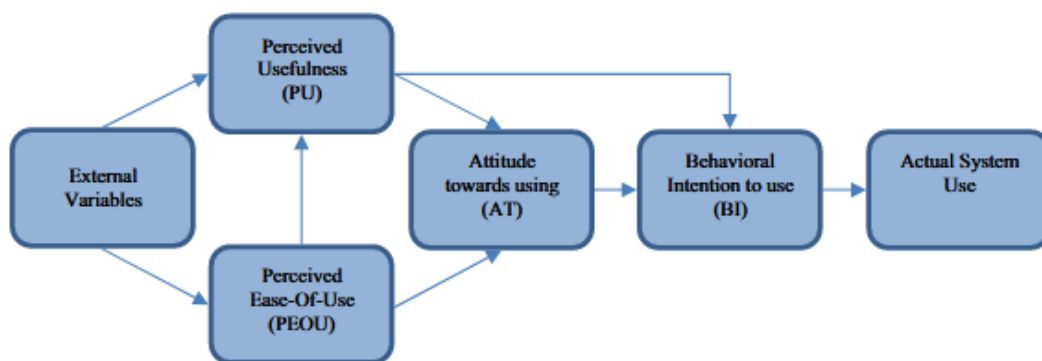 Perceived
Usefulness
(PU)
External
Variables
Perceived
Ease-Of-Use
(PEOU)
Attitude
towards using
(AT)
Behavioral
Intention to use
(BI)
Actual System
Use